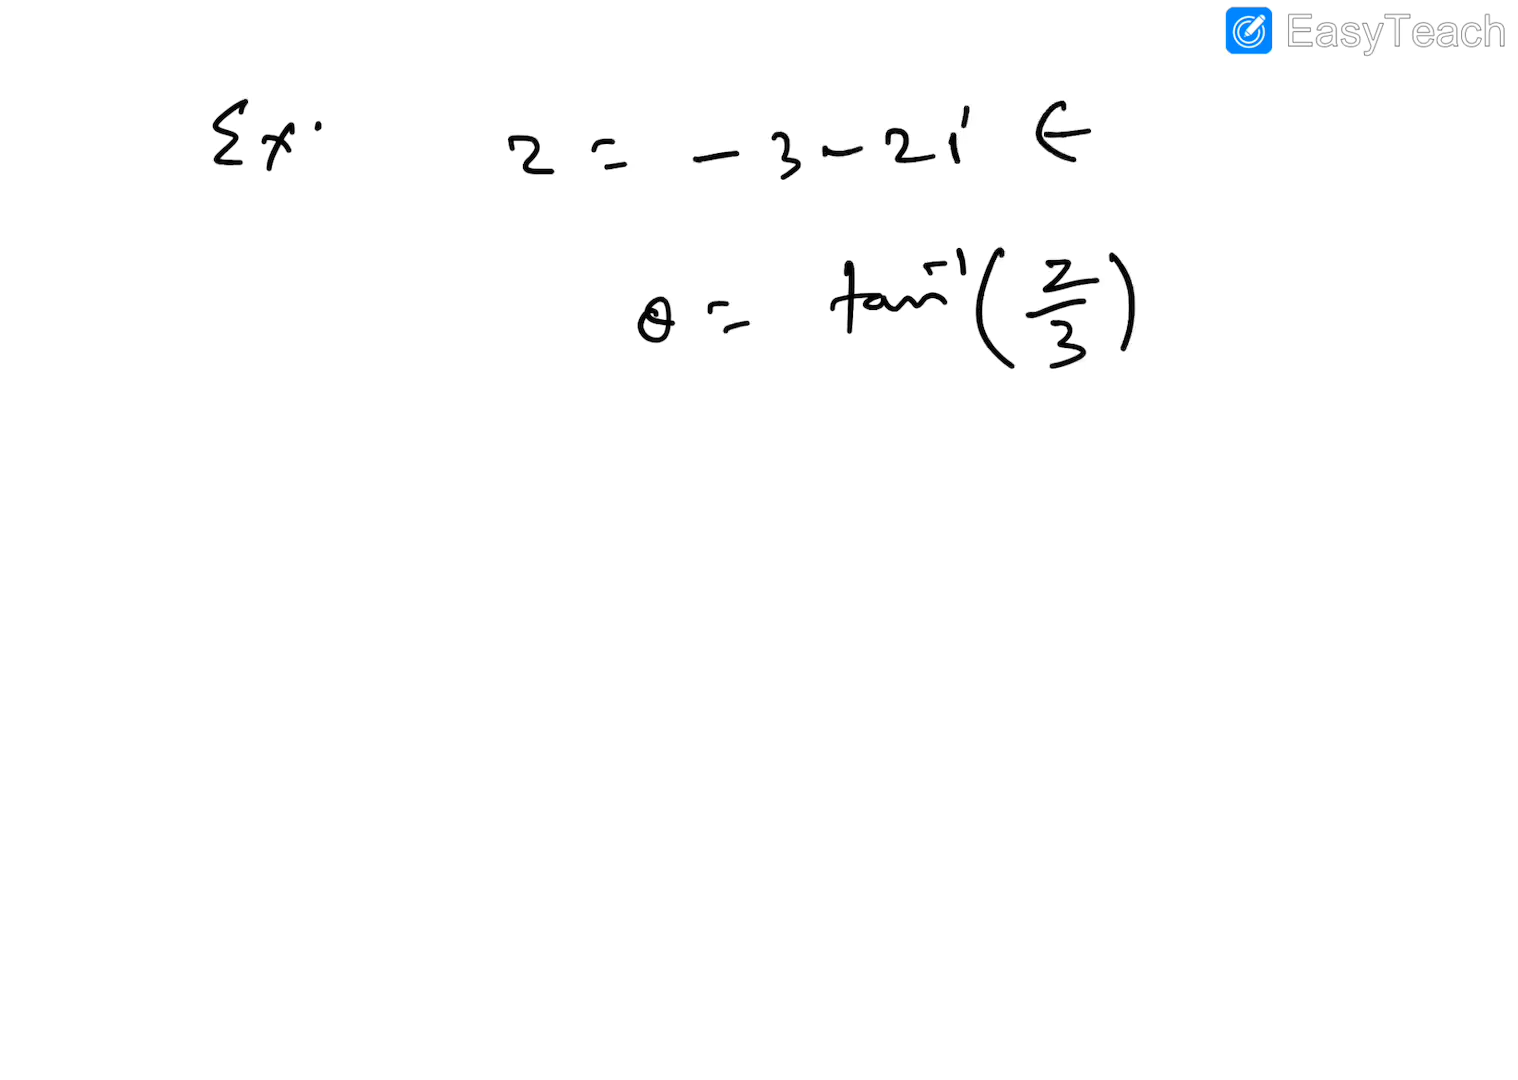 EasyTeach
Ex. z = -3-2i ∈
θ = tan⁻¹(2/3)